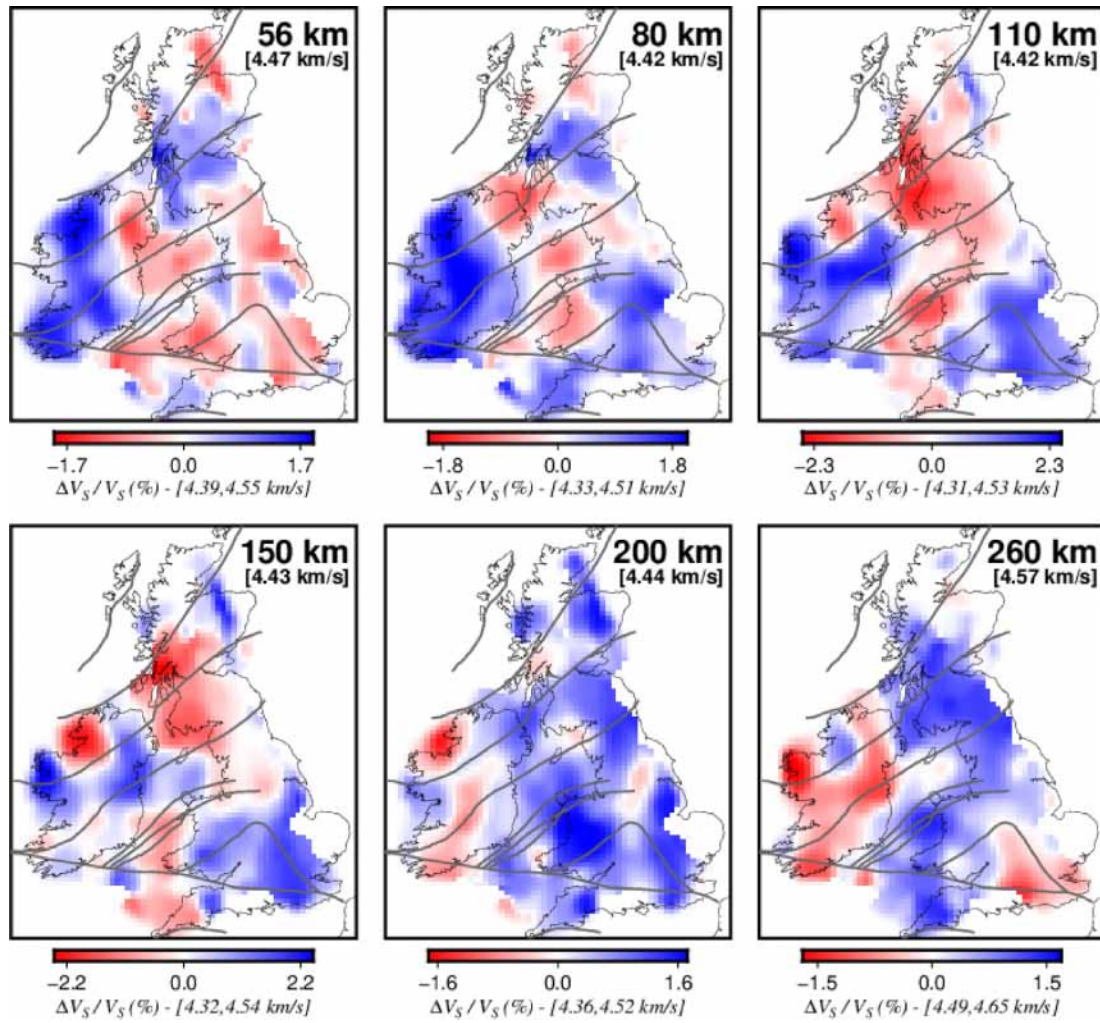 56 km
[4.47 km/s]
80 km
[4.42 km/s]
110 km
[4.42 km/s]
−1.7 0.0 1.7
ΔV_S / V_S (%) - [4.39,4.55 km/s]
−1.8 0.0 1.8
ΔV_S / V_S (%) - [4.33,4.51 km/s]
−2.3 0.0 2.3
ΔV_S / V_S (%) - [4.31,4.53 km/s]
150 km
[4.43 km/s]
200 km
[4.44 km/s]
260 km
[4.57 km/s]
−2.2 0.0 2.2
ΔV_S / V_S (%) - [4.32,4.54 km/s]
−1.6 0.0 1.6
ΔV_S / V_S (%) - [4.36,4.52 km/s]
−1.5 0.0 1.5
ΔV_S / V_S (%) - [4.49,4.65 km/s]